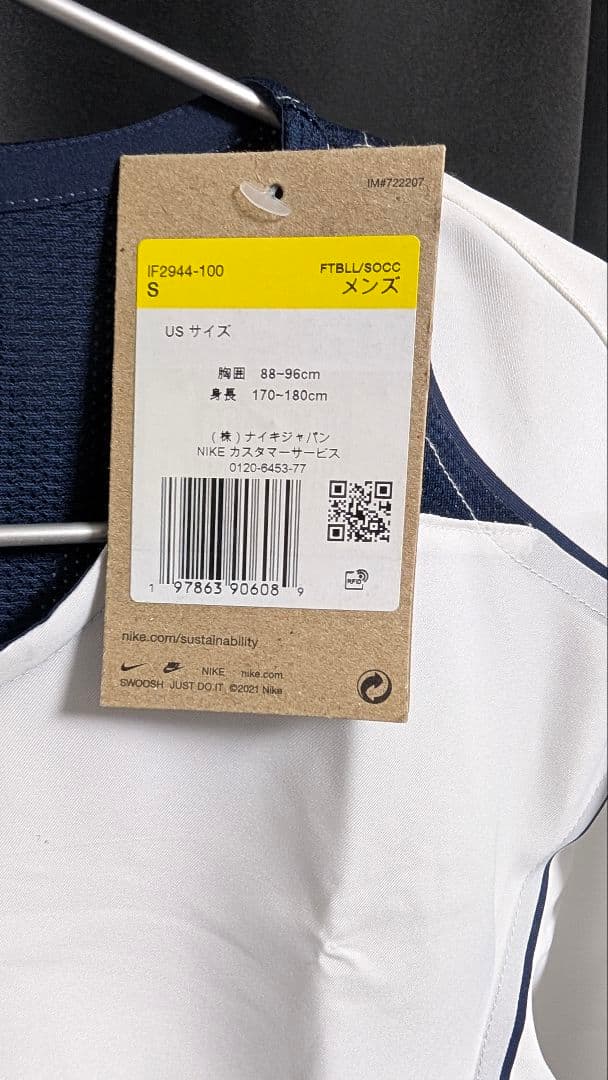 IM#722207
IF2944-100
FTBLL/SOCC
S
メンズ
US サイズ
胸囲 88~96cm
身長 170~180cm
(株)ナイキジャパン
NIKE カスタマーサービス
0120-6453-77
1 97863 90608 9
RFID
nike.com/sustainability
NIKE nike.com
SWOOSH JUST DO IT ©2021 Nike